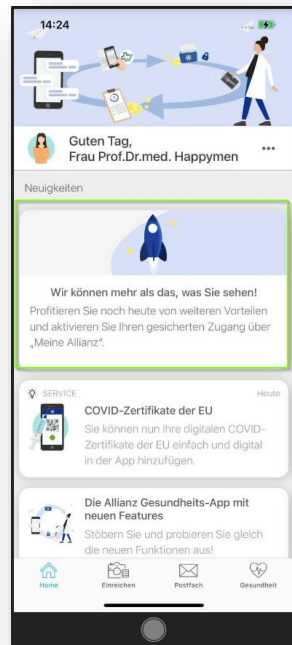 14:24
Guten Tag,
Frau Prof.Dr.med. Happymen
Neuigkeiten
Wir können mehr als das, was Sie sehen!
Profitieren Sie noch heute von weiteren Vorteilen
und aktivieren Sie Ihren gesicherten Zugang über
„Meine Allianz“.
SERVICE
Heute
COVID-Zertifikate der EU
Sie können nun Ihre digitalen COVID-
Zertifikate der EU einfach und digital
in der App hinzufügen.
Die Allianz Gesundheits-App mit
neuen Features
Stöbern Sie und probieren Sie gleich
die neuen Funktionen aus!
Home
Einreichen
Postfach
Gesundheit